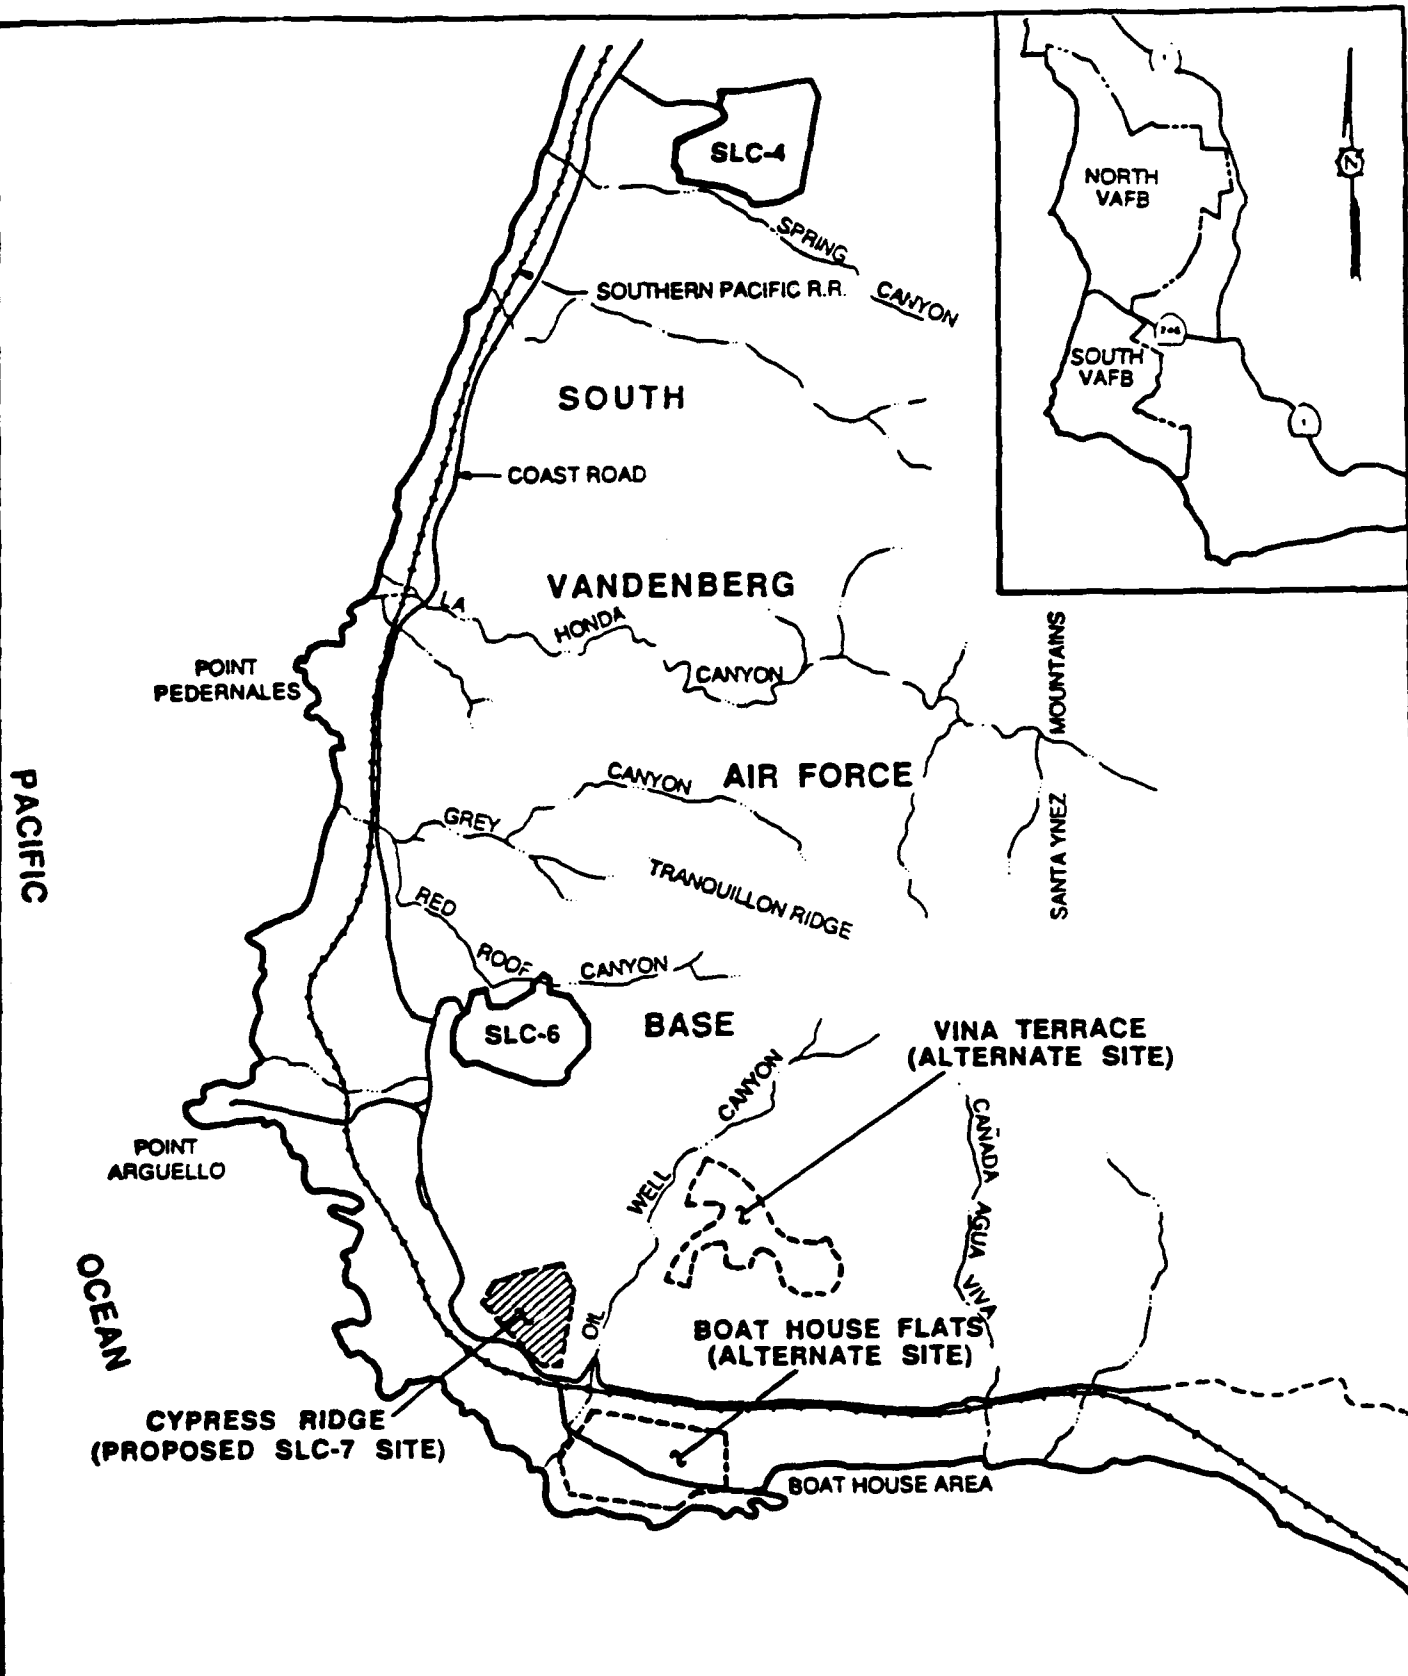 SLC-4
SPRING
CANYON
SOUTHERN PACIFIC R.R.
SOUTH
COAST ROAD
VANDENBERG
LA
HONDA
CANYON
POINT
PEDERNALES
MOUNTAINS
SANTA YNEZ
AIR FORCE
CANYON
GREY
TRANQUILLON RIDGE
RED
ROOF
CANYON
PACIFIC
SLC-6
BASE
VINA TERRACE
(ALTERNATE SITE)
CANYON
WELL
OIL
CAÑADA
AGUA
VIVA
POINT
ARGUELLO
OCEAN
BOAT HOUSE FLATS
(ALTERNATE SITE)
CYPRESS RIDGE
(PROPOSED SLC-7 SITE)
BOAT HOUSE AREA
1
NORTH
VAFB
N
246
SOUTH
VAFB
1